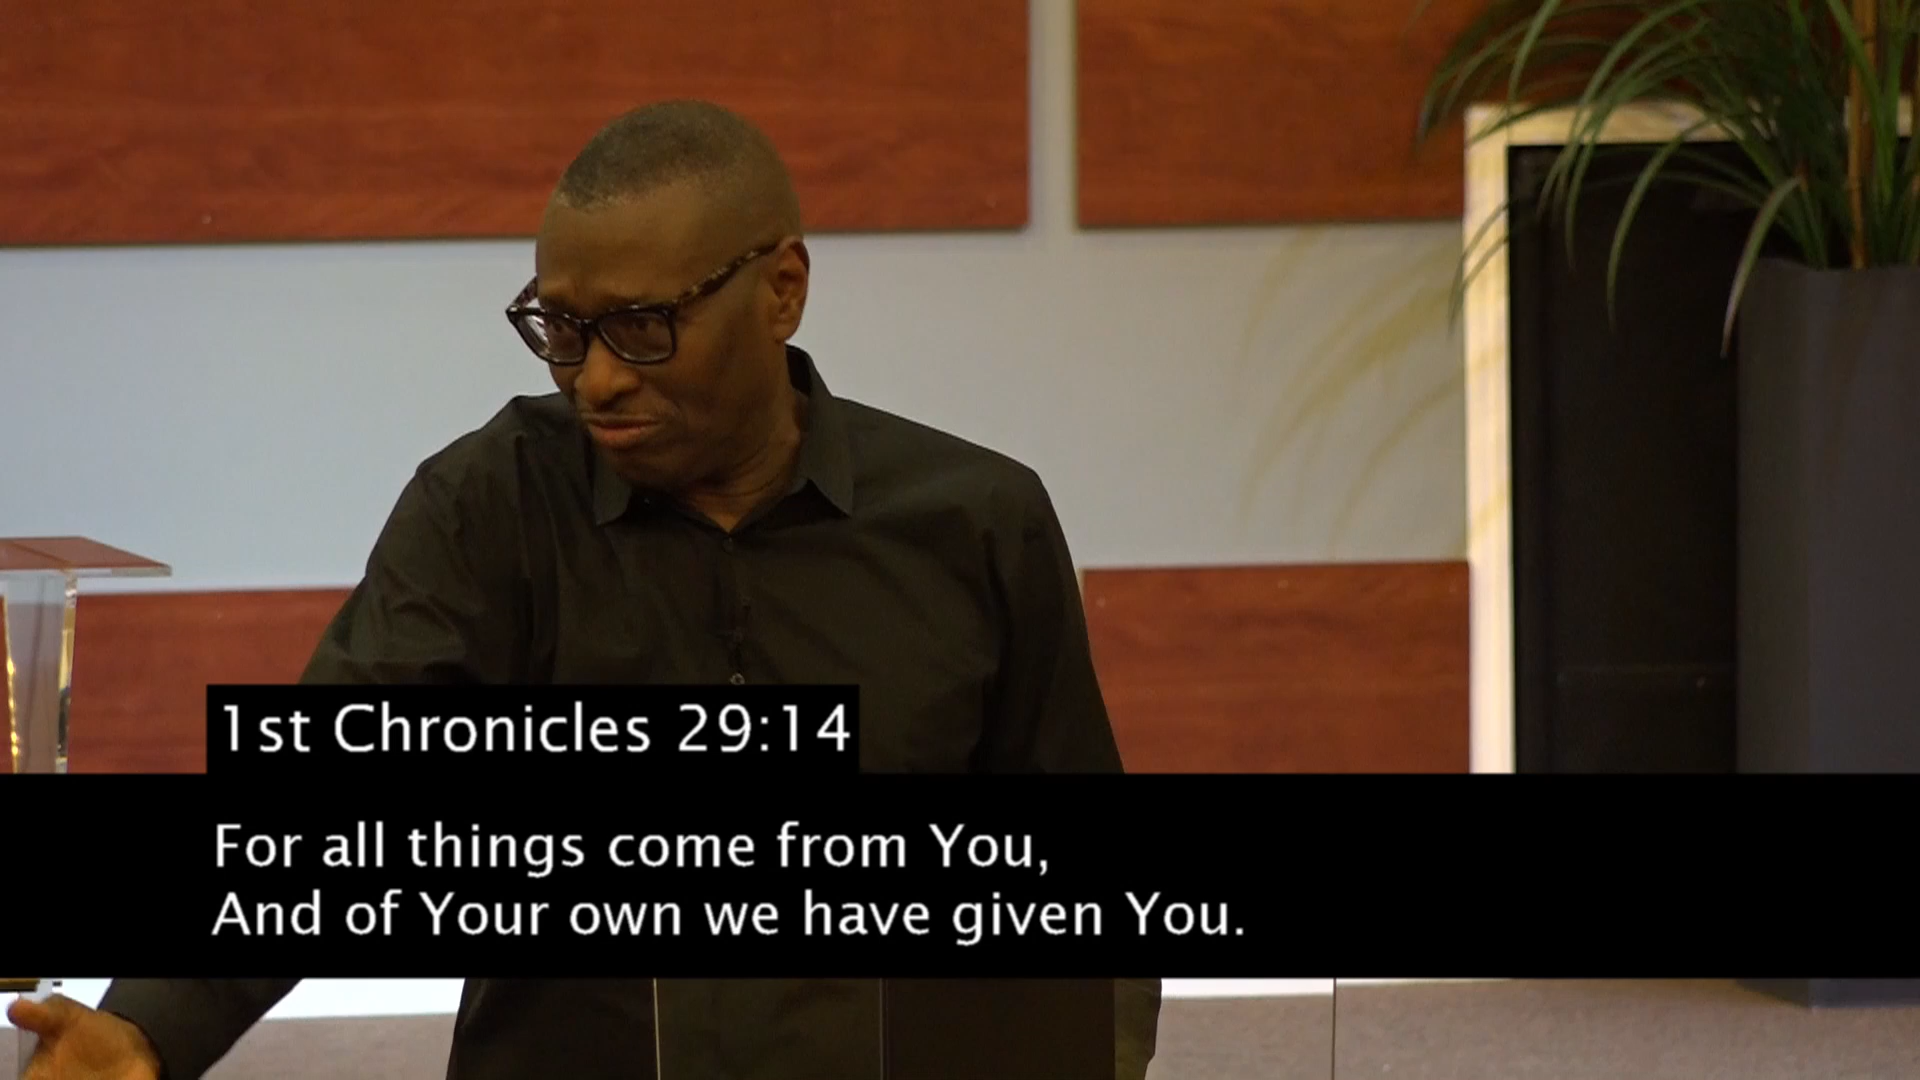 1st Chronicles 29:14
For all things come from You,
And of Your own we have given You.